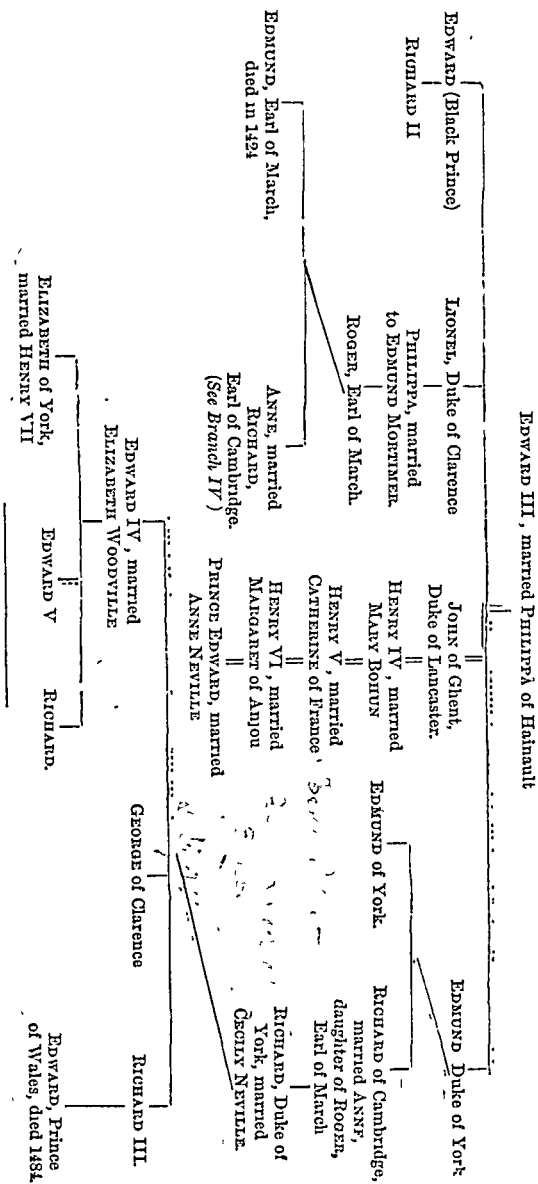 EDWARD III, married PHILIPPA of Hainault
EDWARD (Black Prince)
RICHARD II
LIONEL, Duke of Clarence
PHILIPPA, married
to EDMUND MORTIMER.
ROGER, Earl of March.
EDMUND, Earl of March,
died in 1424
ANNE, married
RICHARD,
Earl of Cambridge.
(See Branch IV)
JOHN of Ghent,
Duke of Lancaster.
HENRY IV, married
MARY BOHUN
HENRY V, married
CATHERINE of France
HENRY VI, married
MARGARET of Anjou
PRINCE EDWARD, married
ANNE NEVILLE
EDMUND Duke of York
EDMUND of York.
RICHARD of Cambridge,
married ANNE,
daughter of ROGER,
Earl of March
RICHARD, Duke of
York, married
CECILY NEVILLE.
EDWARD IV, married
ELIZABETH WOODVILLE
GEORGE of Clarence
RICHARD III.
ELIZABETH of York,
married HENRY VII
EDWARD V
RICHARD.
EDWARD, Prince
of Wales, died 1484.